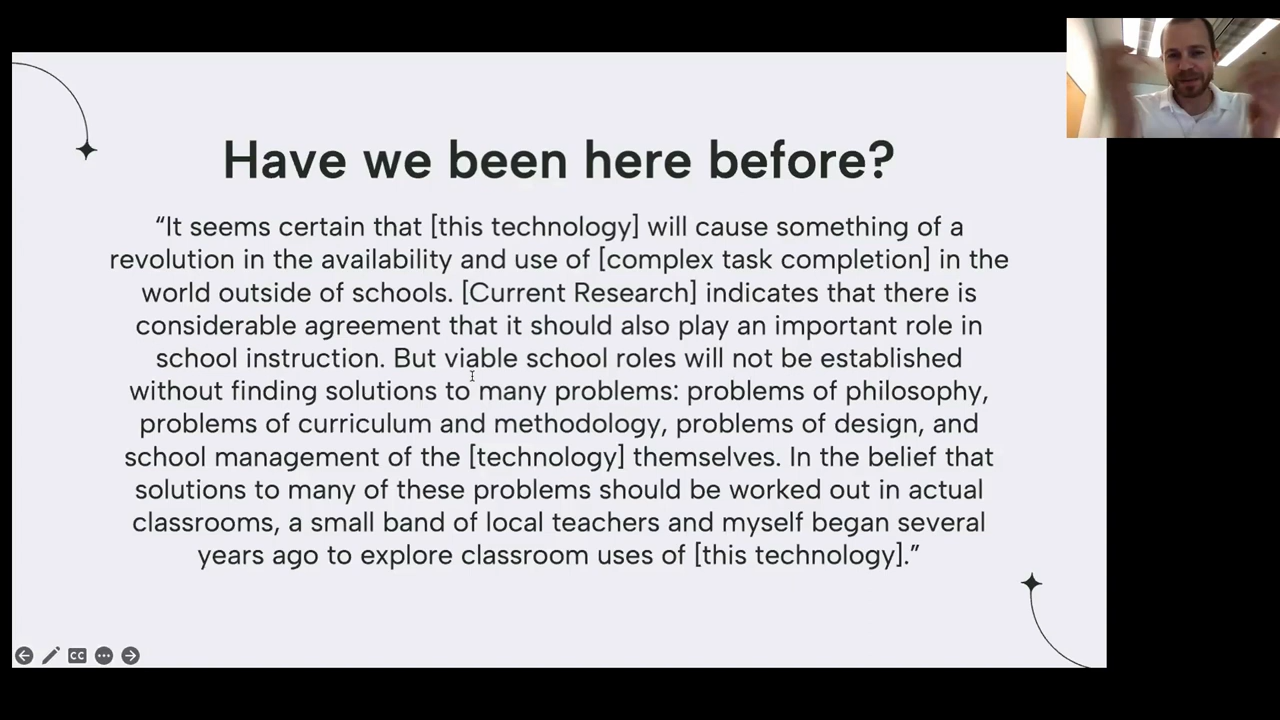 Have we been here before?
“It seems certain that [this technology] will cause something of a
revolution in the availability and use of [complex task completion] in the
world outside of schools. [Current Research] indicates that there is
considerable agreement that it should also play an important role in
school instruction. But viable school roles will not be established
without finding solutions to many problems: problems of philosophy,
problems of curriculum and methodology, problems of design, and
school management of the [technology] themselves. In the belief that
solutions to many of these problems should be worked out in actual
classrooms, a small band of local teachers and myself began several
years ago to explore classroom uses of [this technology].”
CC